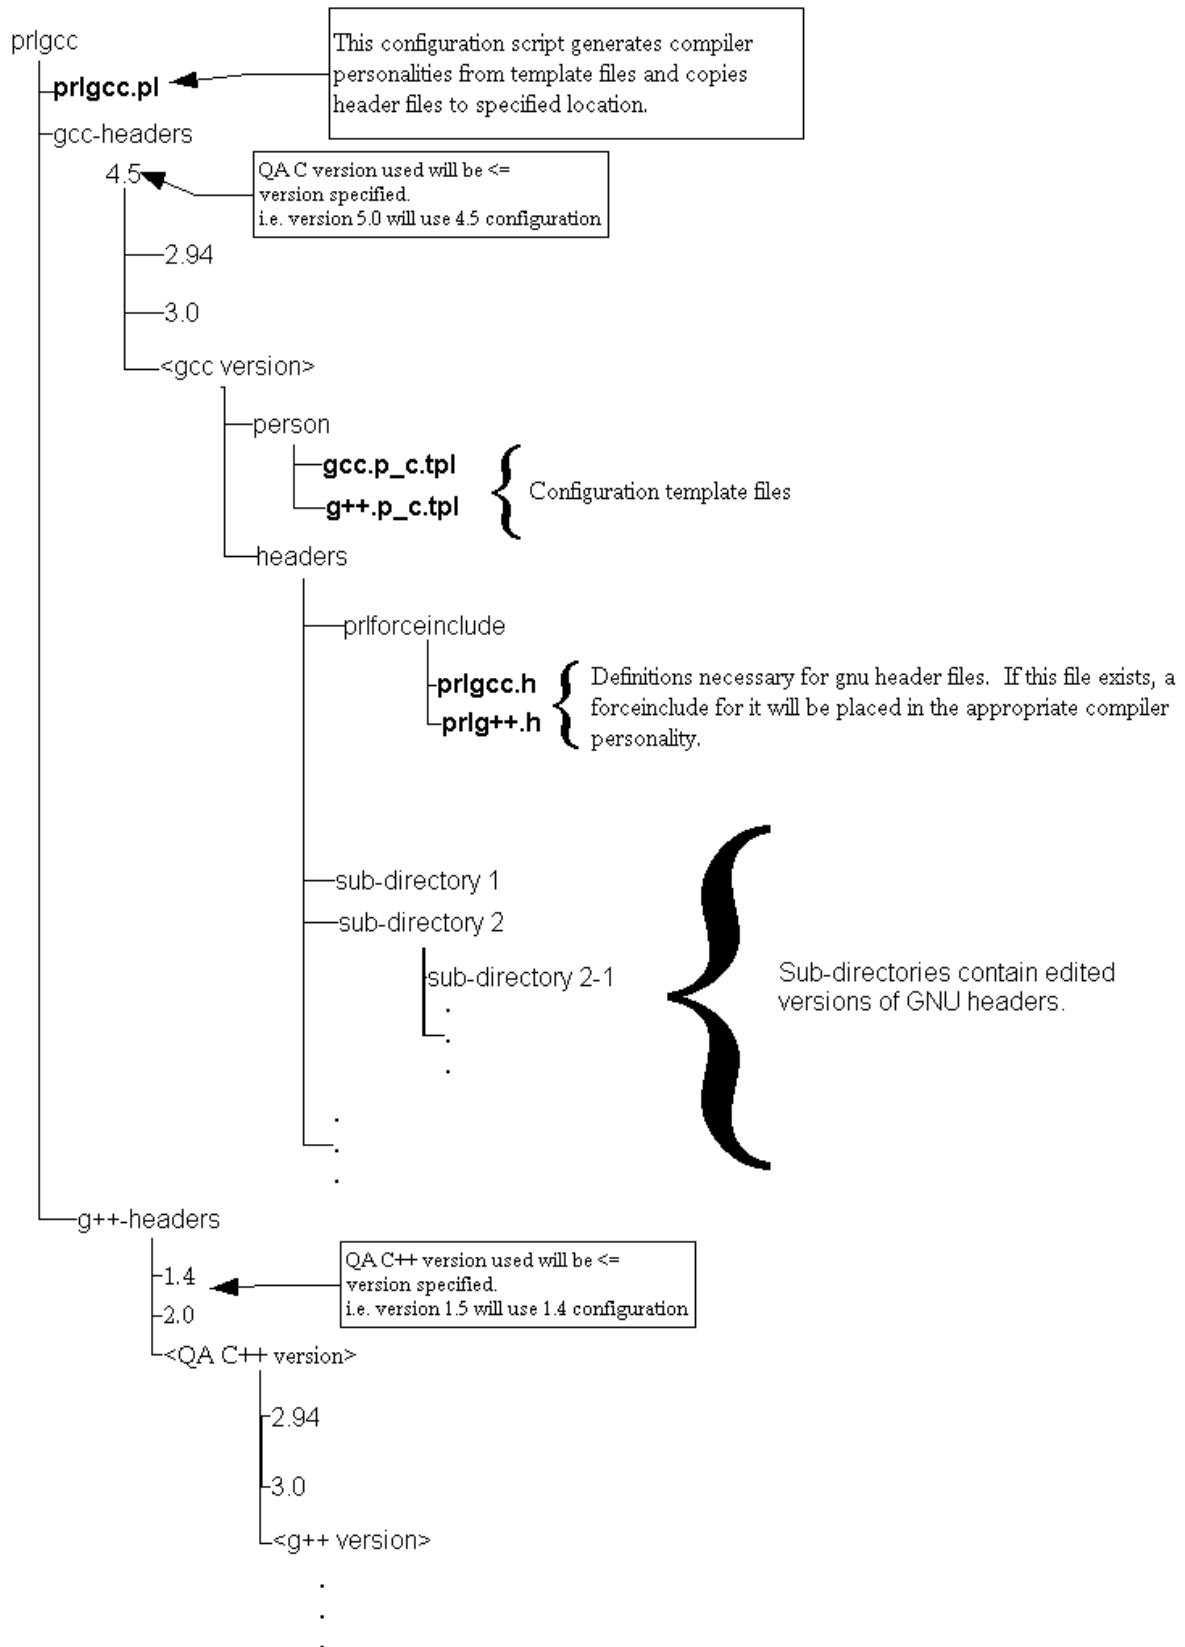 prlgcc
This configuration script generates compiler
personalities from template files and copies
header files to specified location.
prlgcc.pl
gcc-headers
4.5
QA C version used will be <=
version specified.
i.e. version 5.0 will use 4.5 configuration
2.94
3.0
<gcc version>
person
gcc.p_c.tpl
g++.p_c.tpl
Configuration template files
headers
prlforceinclude
prlgcc.h
prlg++.h
Definitions necessary for gnu header files. If this file exists, a
forceinclude for it will be placed in the appropriate compiler
personality.
sub-directory 1
sub-directory 2
sub-directory 2-1
.
.
.
Sub-directories contain edited
versions of GNU headers.
.
.
.
g++-headers
1.4
2.0
<QA C++ version>
QA C++ version used will be <=
version specified.
i.e. version 1.5 will use 1.4 configuration
2.94
3.0
<g++ version>
.
.
.